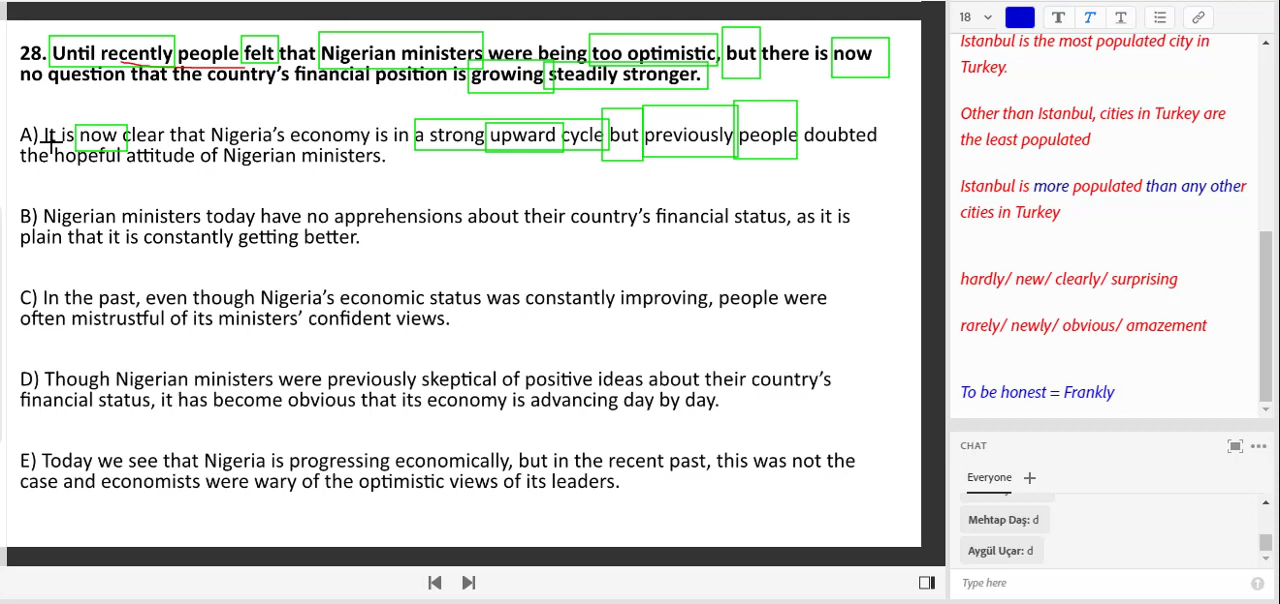 28. Until recently people felt that Nigerian ministers were being too optimistic, but there is now
no question that the country's financial position is growing steadily stronger.
A) It is now clear that Nigeria's economy is in a strong upward cycle but previously people doubted
the hopeful attitude of Nigerian ministers.
B) Nigerian ministers today have no apprehensions about their country's financial status, as it is
plain that it is constantly getting better.
C) In the past, even though Nigeria's economic status was constantly improving, people were
often mistrustful of its ministers' confident views.
D) Though Nigerian ministers were previously skeptical of positive ideas about their country's
financial status, it has become obvious that its economy is advancing day by day.
E) Today we see that Nigeria is progressing economically, but in the recent past, this was not the
case and economists were wary of the optimistic views of its leaders.
18 T T T
Istanbul is the most populated city in
Turkey.
Other than Istanbul, cities in Turkey are
the least populated
Istanbul is more populated than any other
cities in Turkey
hardly/ new/ clearly/ surprising
rarely/ newly/ obvious/ amazement
To be honest = Frankly
CHAT
Everyone
Mehtap Daş: d
Aygül Uçar: d
Type here